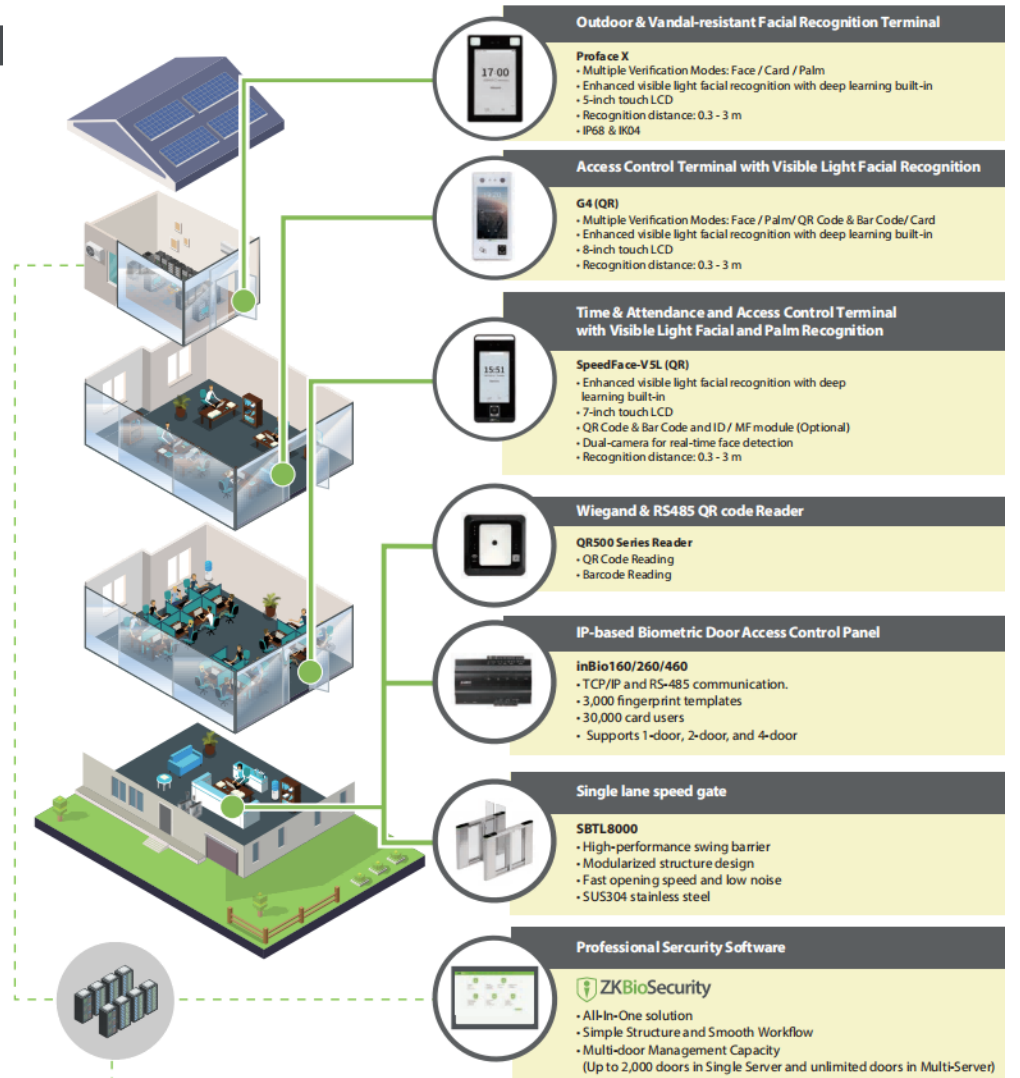 Outdoor & Vandal-resistant Facial Recognition Terminal
17 00
Proface X
• Multiple Verification Modes: Face / Card / Palm
• Enhanced visible light facial recognition with deep learning built-in
• 5-inch touch LCD
• Recognition distance: 0.3 - 3 m
• IP68 & IK04
Access Control Terminal with Visible Light Facial Recognition
G4 (QR)
• Multiple Verification Modes: Face / Palm/ QR Code & Bar Code/ Card
• Enhanced visible light facial recognition with deep learning built-in
• 8-inch touch LCD
• Recognition distance: 0.3 - 3 m
Time & Attendance and Access Control Terminal
with Visible Light Facial and Palm Recognition
15:51
SpeedFace-V5L (QR)
• Enhanced visible light facial recognition with deep
learning built-in
• 7-inch touch LCD
• QR Code & Bar Code and ID / MF module (Optional)
• Dual-camera for real-time face detection
• Recognition distance: 0.3 - 3 m
Wiegand & RS485 QR code Reader
QR500 Series Reader
• QR Code Reading
• Barcode Reading
IP-based Biometric Door Access Control Panel
inBio160/260/460
• TCP/IP and RS-485 communication.
• 3,000 fingerprint templates
• 30,000 card users
• Supports 1-door, 2-door, and 4-door
Single lane speed gate
SBTL8000
• High-performance swing barrier
• Modularized structure design
• Fast opening speed and low noise
• SUS304 stainless steel
Professional Sercurity Software
ZKBioSecurity
• All-In-One solution
• Simple Structure and Smooth Workflow
• Multi-door Management Capacity
(Up to 2,000 doors in Single Server and unlimited doors in Multi-Server)